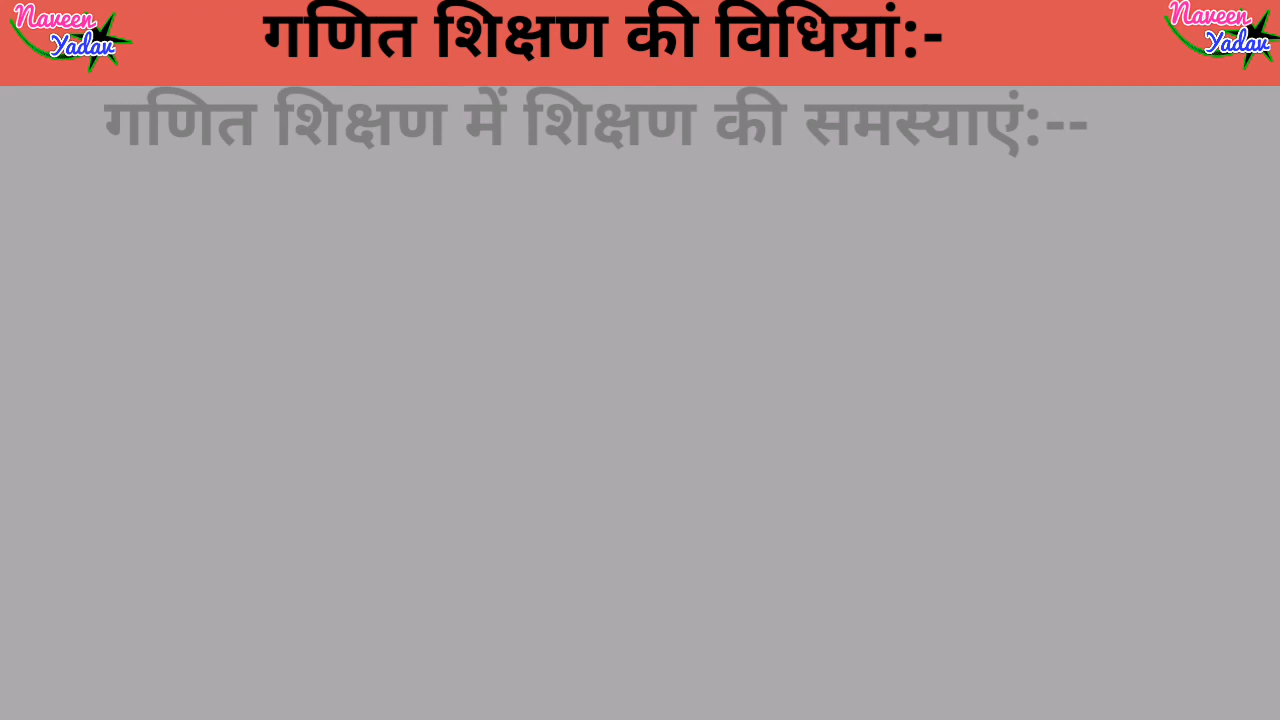 Naveen
Yadav
गणित शिक्षण की विधियां:-
Naveen
Yadav
गणित शिक्षण में शिक्षण की समस्याएं:--